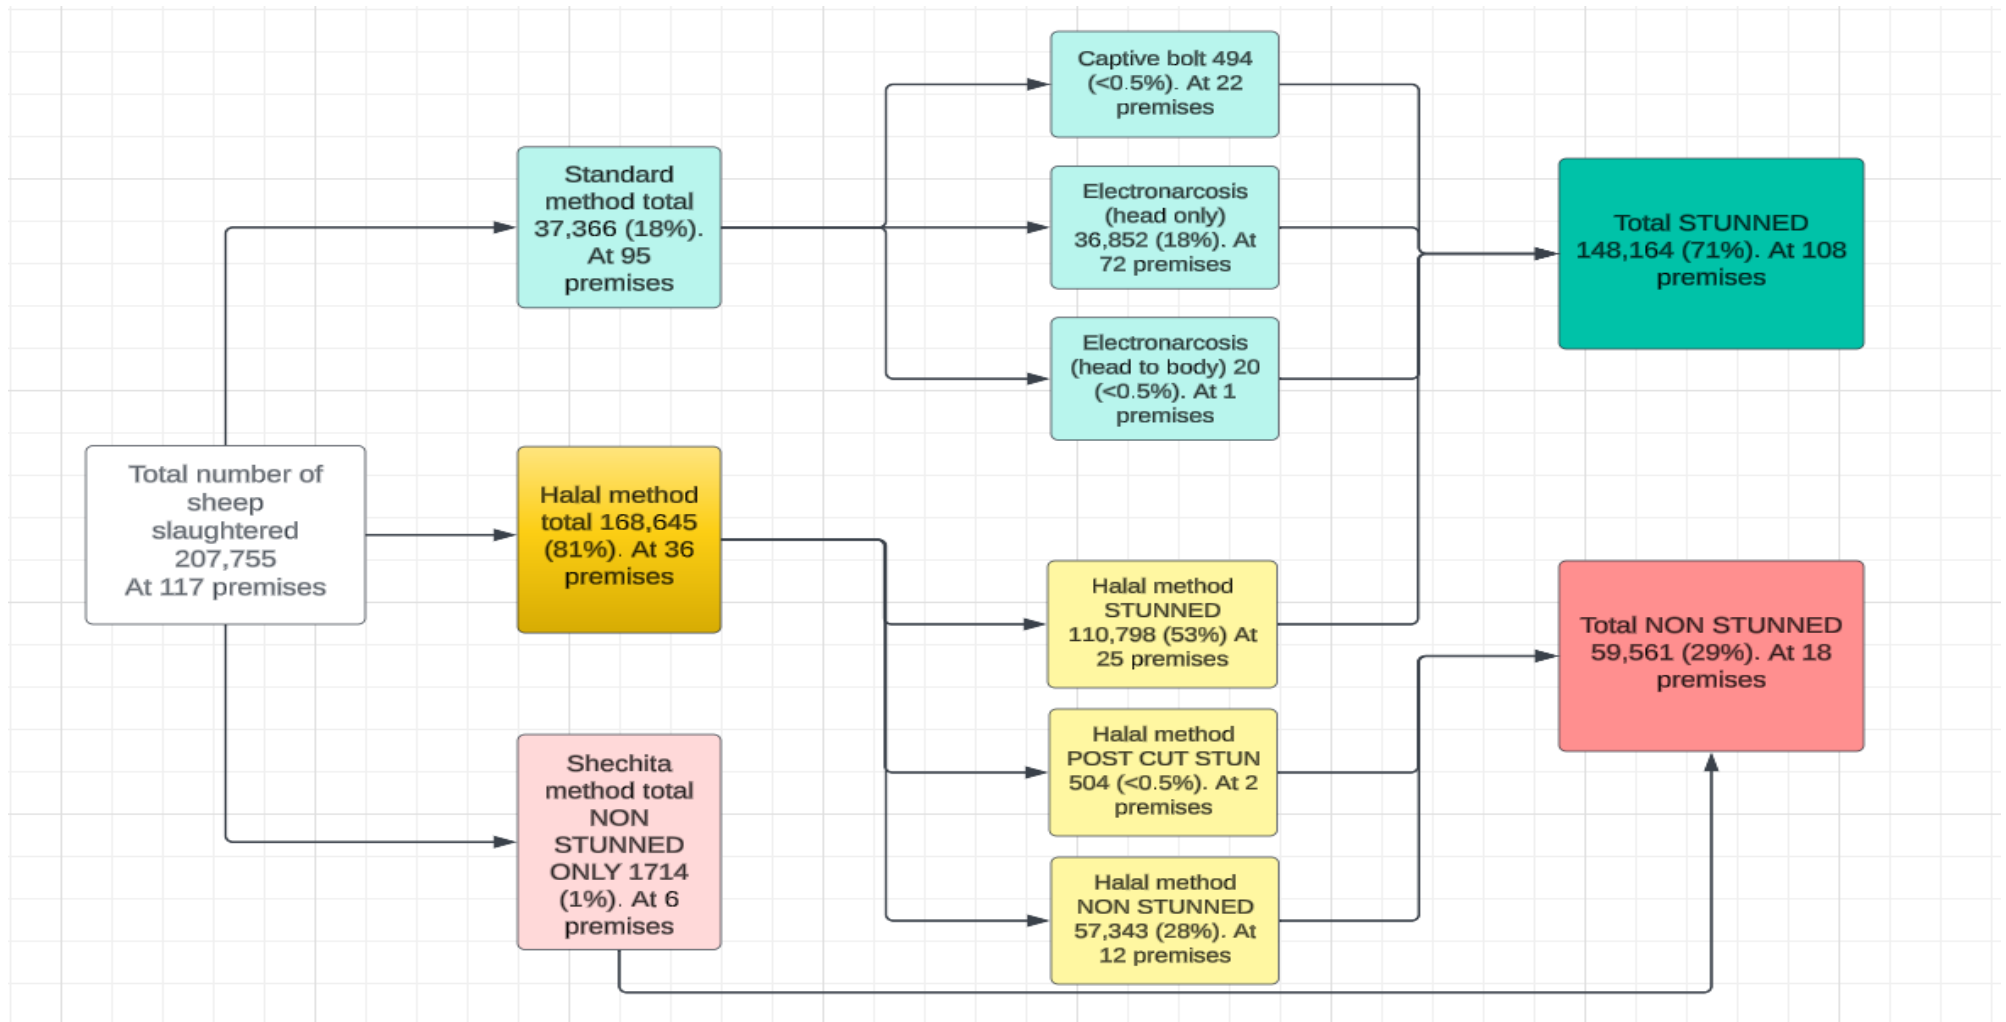 Total number of
sheep
slaughtered
207,755
At 117 premises
Standard
method total
37,366 (18%).
At 95
premises
Halal method
total 168,645
(81%). At 36
premises
Shechita
method total
NON
STUNNED
ONLY 1714
(1%). At 6
premises
Captive bolt 494
(<0.5%). At 22
premises
Electronarcosis
(head only)
36,852 (18%). At
72 premises
Electronarcosis
(head to body) 20
(<0.5%). At 1
premises
Halal method
STUNNED
110,798 (53%) At
25 premises
Halal method
POST CUT STUN
504 (<0.5%). At 2
premises
Halal method
NON STUNNED
57,343 (28%). At
12 premises
Total STUNNED
148,164 (71%). At 108
premises
Total NON STUNNED
59,561 (29%). At 18
premises